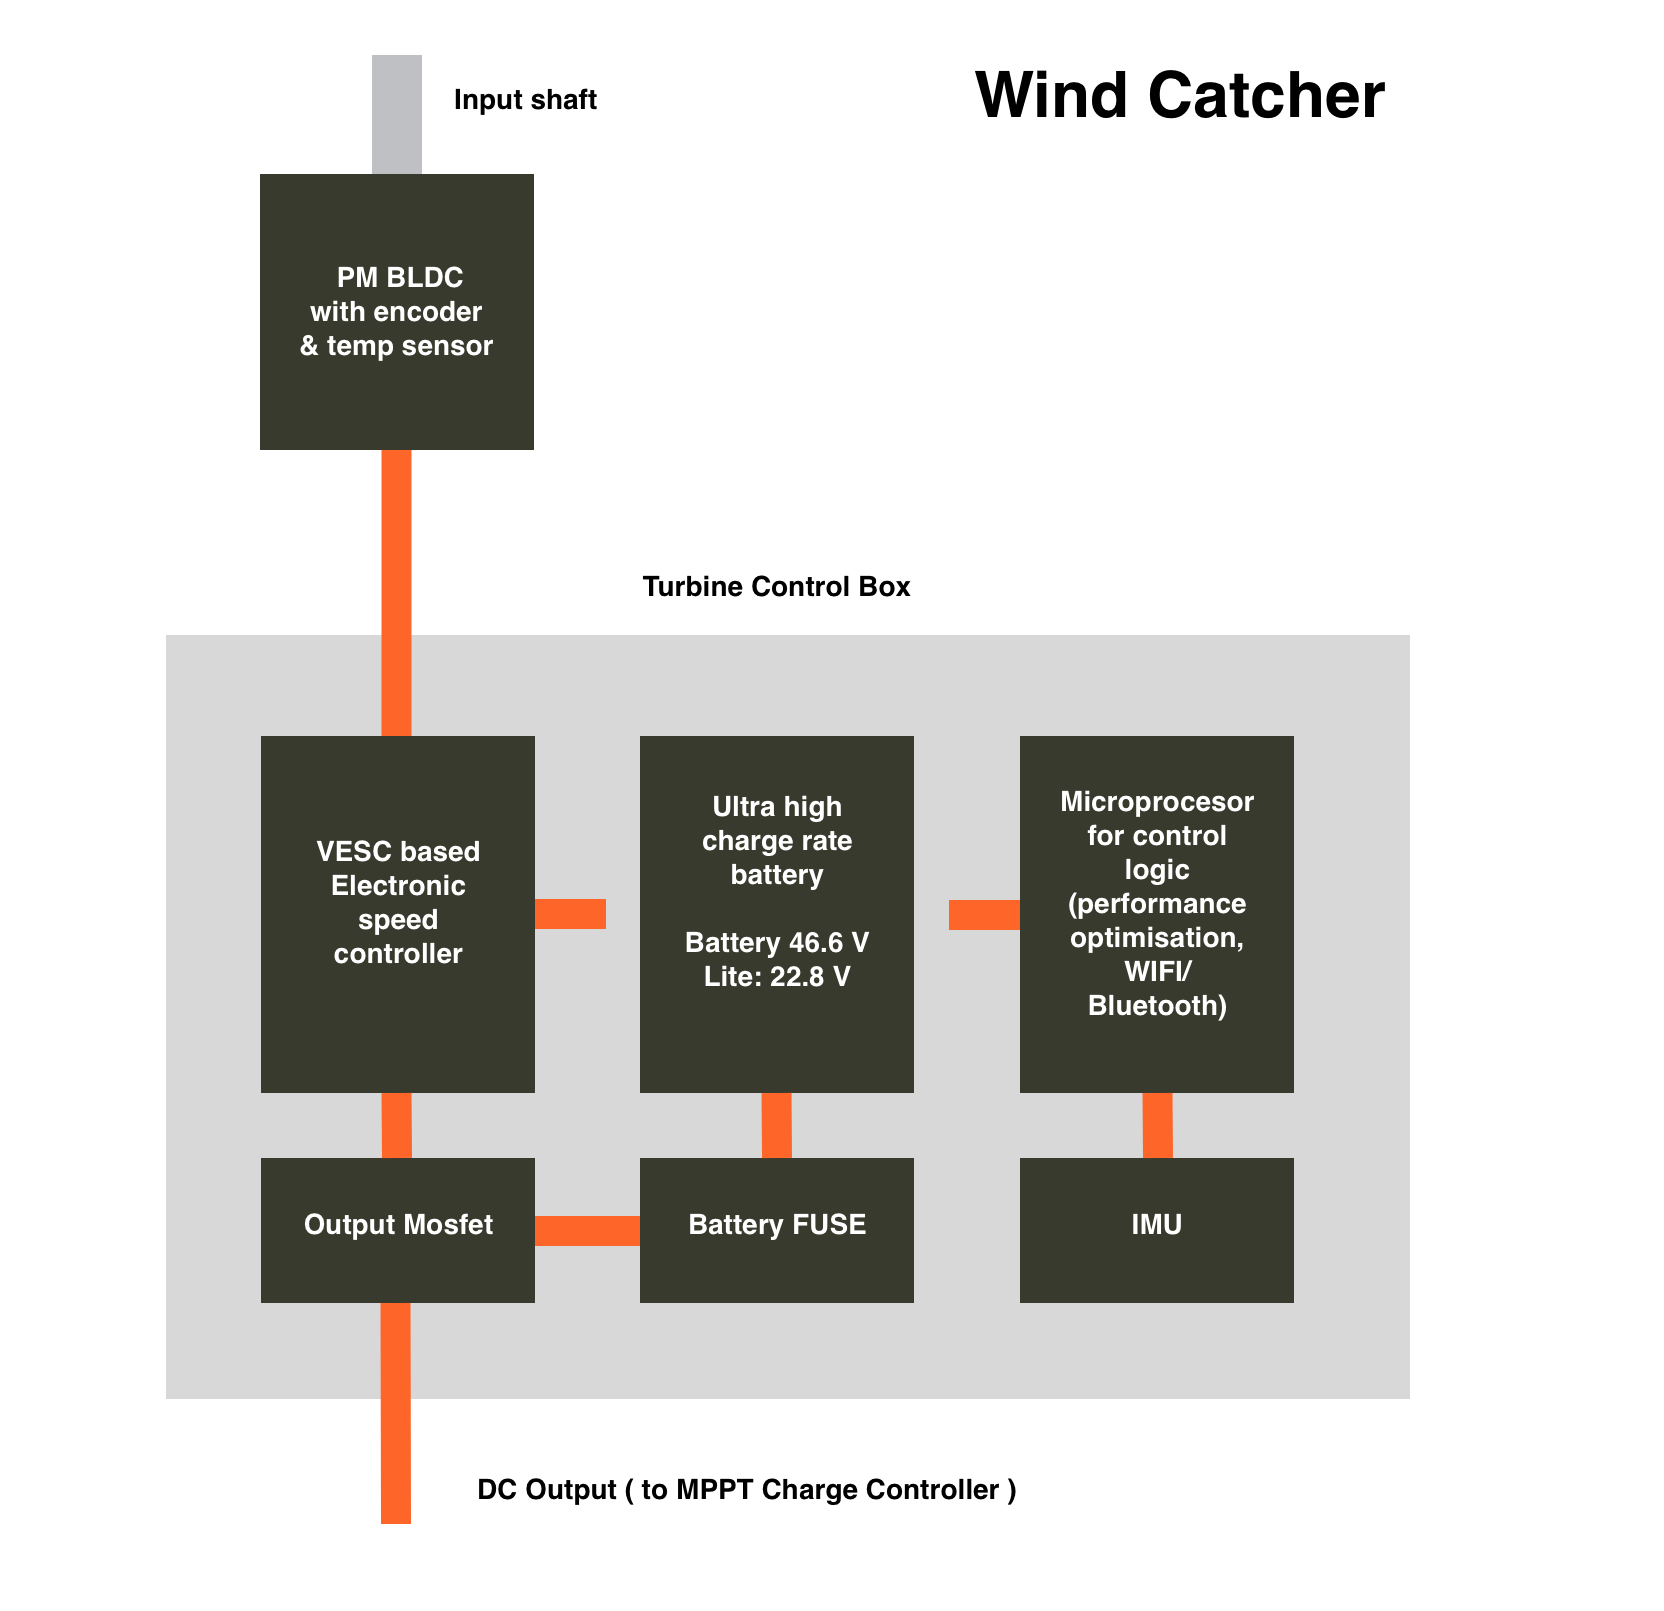 Input shaft
Wind Catcher
PM BLDC
with encoder
& temp sensor
Turbine Control Box
VESC based
Electronic
speed
controller
Ultra high
charge rate
battery
Battery 46.6 V
Lite: 22.8 V
Microprocesor
for control
logic
(performance
optimisation,
WIFI/
Bluetooth)
Output Mosfet
Battery FUSE
IMU
DC Output ( to MPPT Charge Controller )